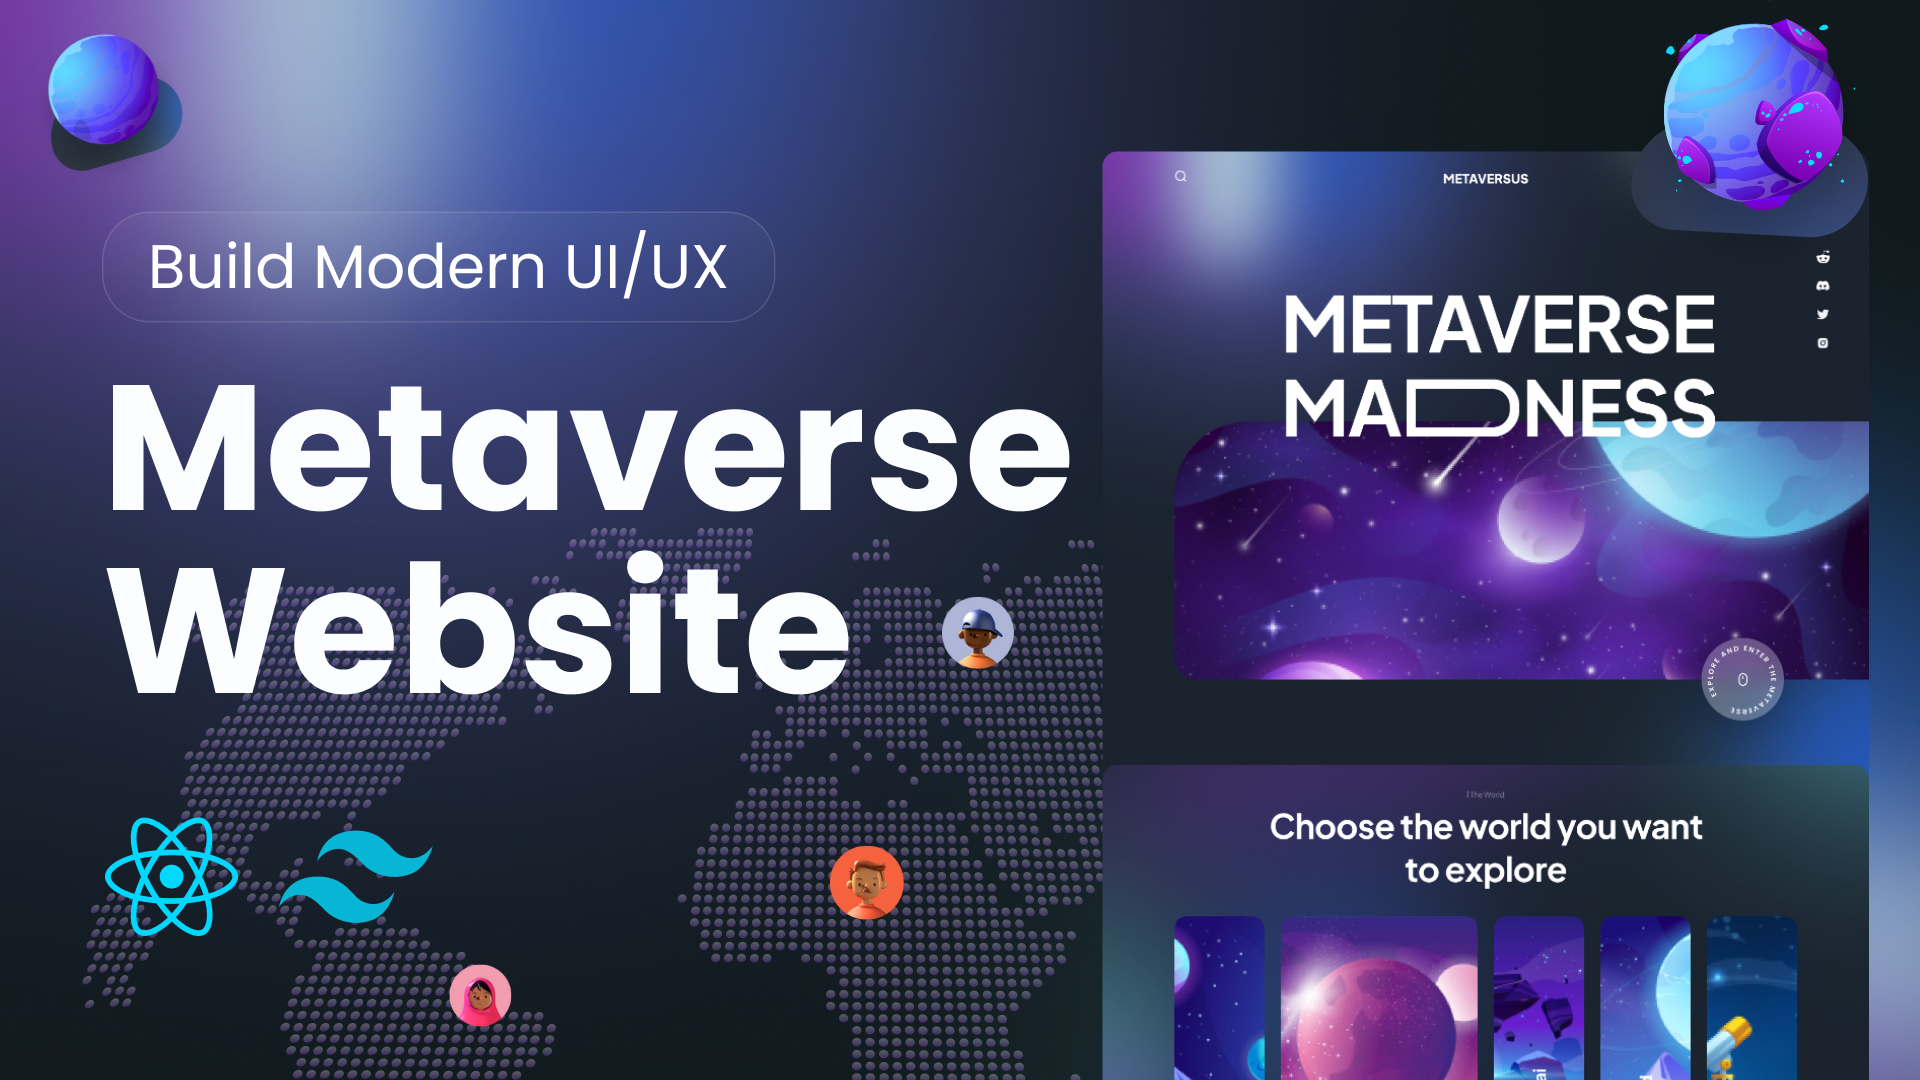 Build Modern UI/UX
Metaverse
Website
METAVERSUS
METAVERSE
MADNESS
EXPLORE AND ENTER THE METAVERSE
| The World
Choose the world you want
to explore